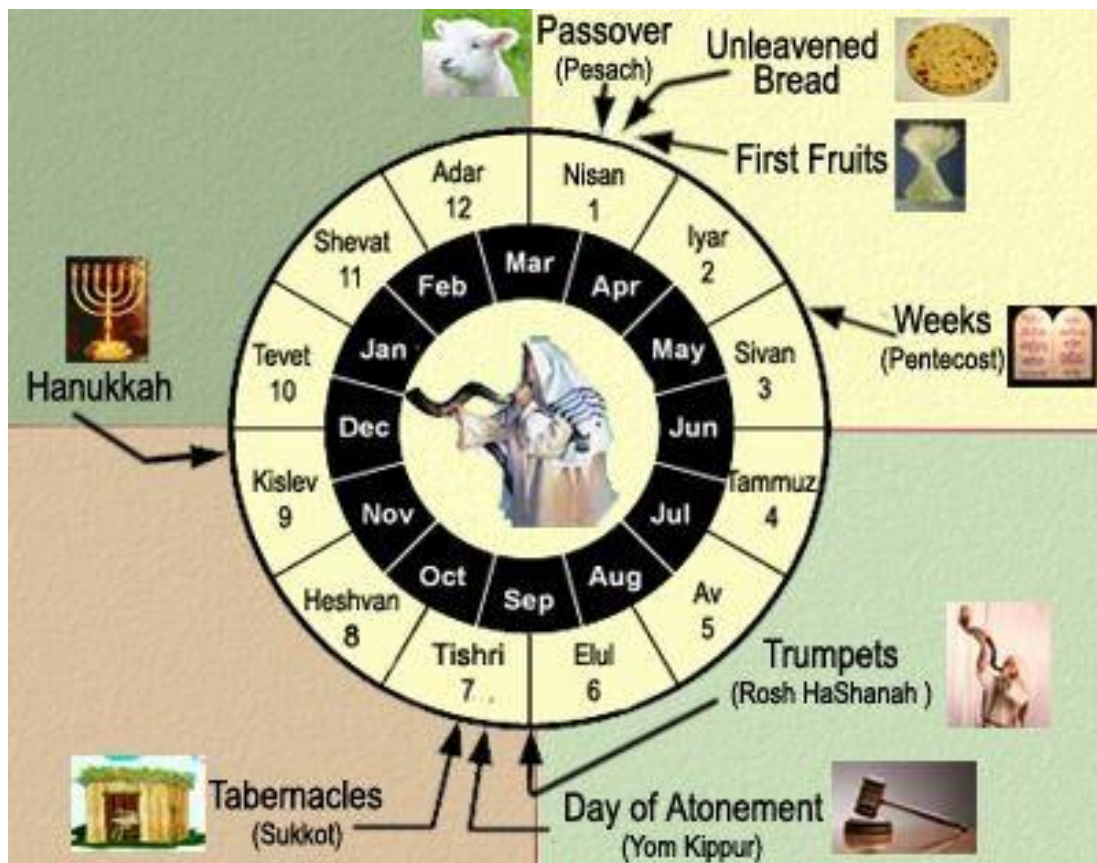 Passover
(Pesach)
Unleavened
Bread
First Fruits
Weeks
(Pentecost)
Trumpets
(Rosh HaShanah )
Day of Atonement
(Yom Kippur)
Tabernacles
(Sukkot)
Hanukkah
Nisan
1
Iyar
2
Sivan
3
Tammuz
4
Av
5
Elul
6
Tishri
7
Heshvan
8
Kislev
9
Tevet
10
Shevat
11
Adar
12
Mar
Apr
May
Jun
Jul
Aug
Sep
Oct
Nov
Dec
Jan
Feb